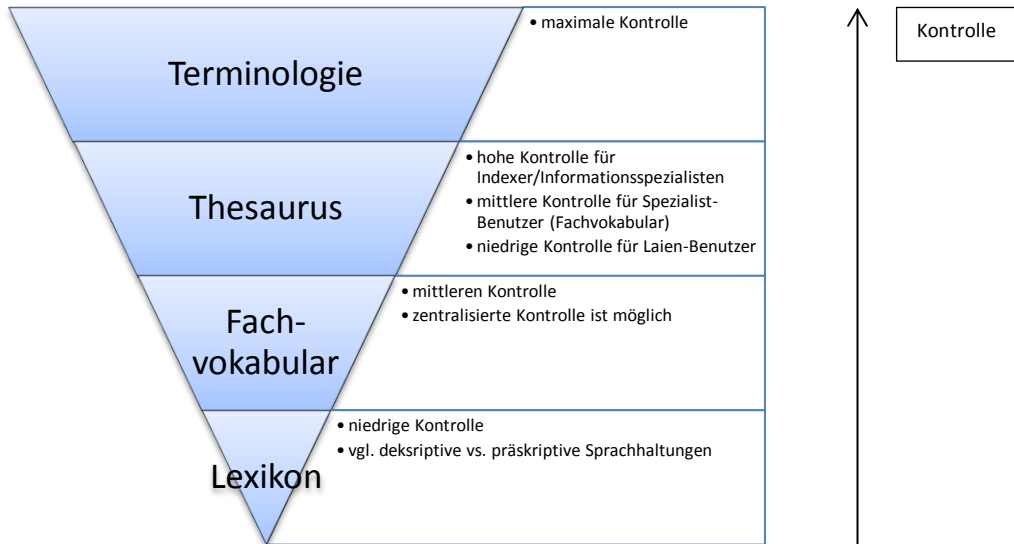 Terminologie
• maximale Kontrolle
Kontrolle
Thesaurus
• hohe Kontrolle für
Indexer/Informationsspezialisten
• mittlere Kontrolle für Spezialist-
Benutzer (Fachvokabular)
• niedrige Kontrolle für Laien-Benutzer
Fach-
vokabular
• mittleren Kontrolle
• zentralisierte Kontrolle ist möglich
Lexikon
• niedrige Kontrolle
• vgl. deksriptive vs. präskriptive Sprachhaltungen